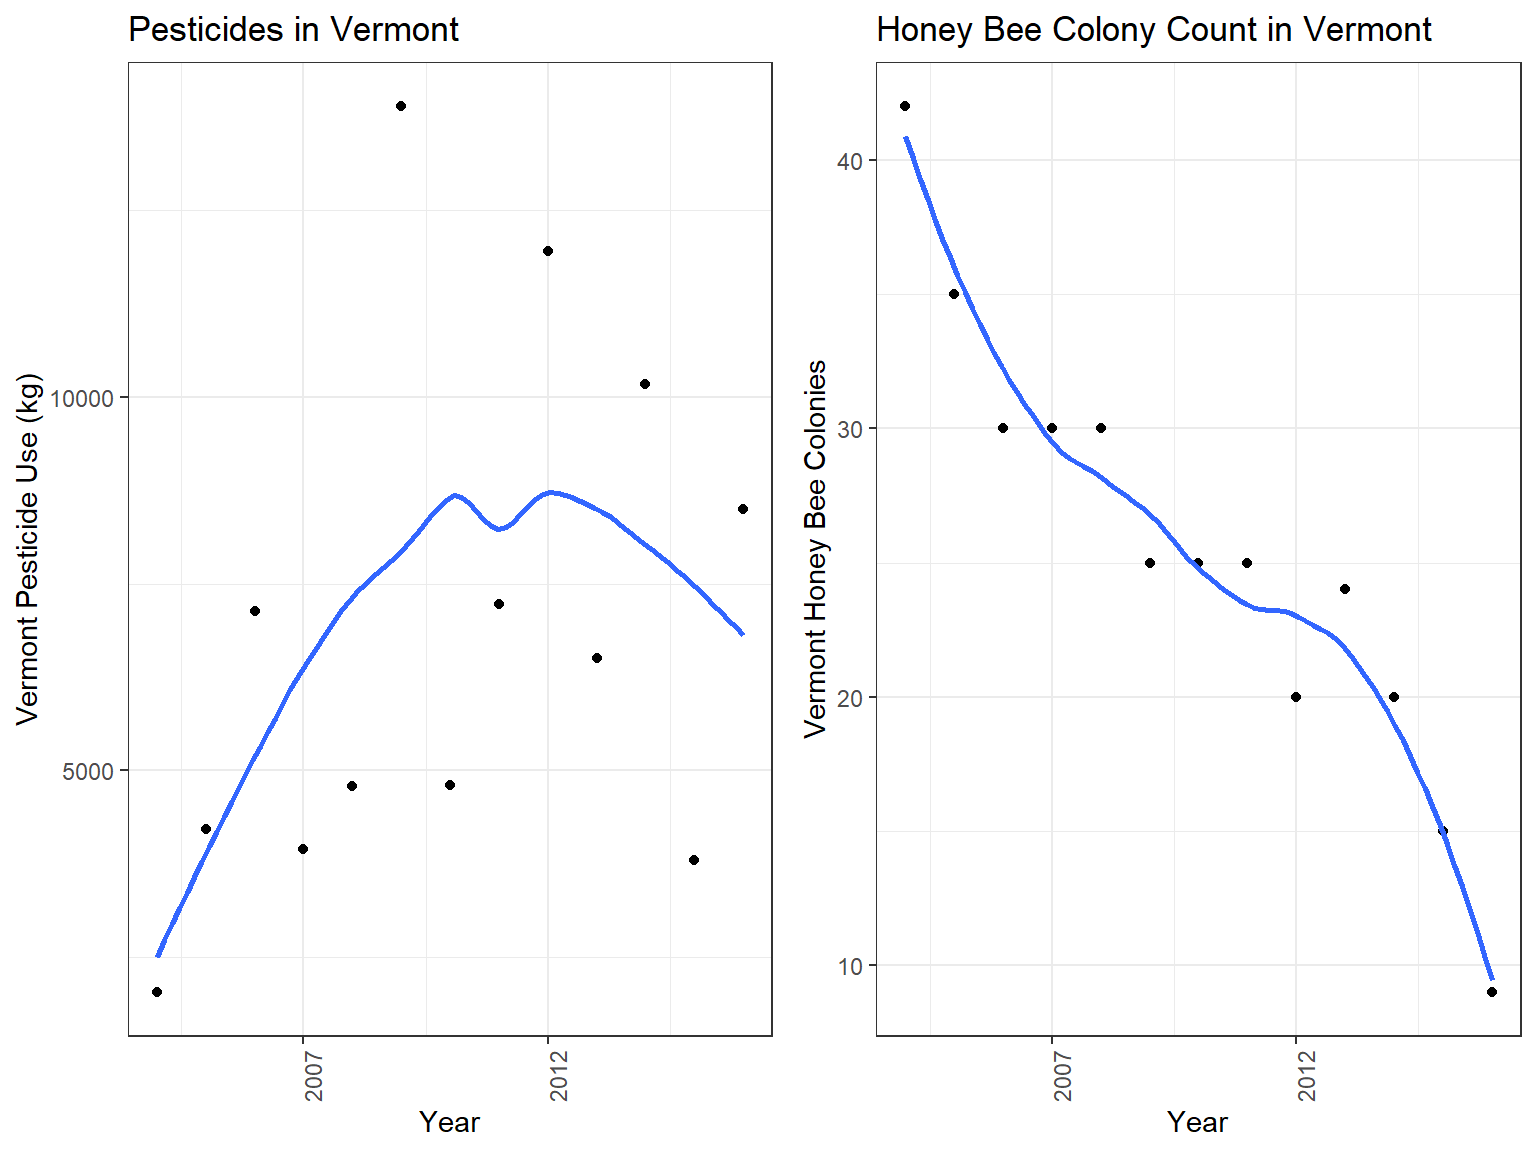 Pesticides in Vermont
Vermont Pesticide Use (kg)
10000
5000
2007
2012
Year
Honey Bee Colony Count in Vermont
Vermont Honey Bee Colonies
40
30
20
10
2007
2012
Year